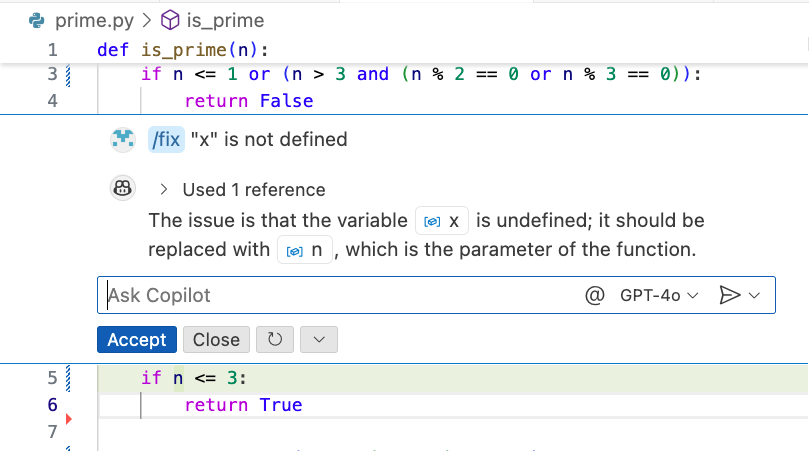 prime.py > is_prime
1 def is_prime(n):
3 if n <= 1 or (n > 3 and (n % 2 == 0 or n % 3 == 0)):
4 return False
/fix "x" is not defined
> Used 1 reference
The issue is that the variable x is undefined; it should be
replaced with n , which is the parameter of the function.
Ask Copilot @ GPT-4o
Accept Close
5 if n <= 3:
6 return True
7